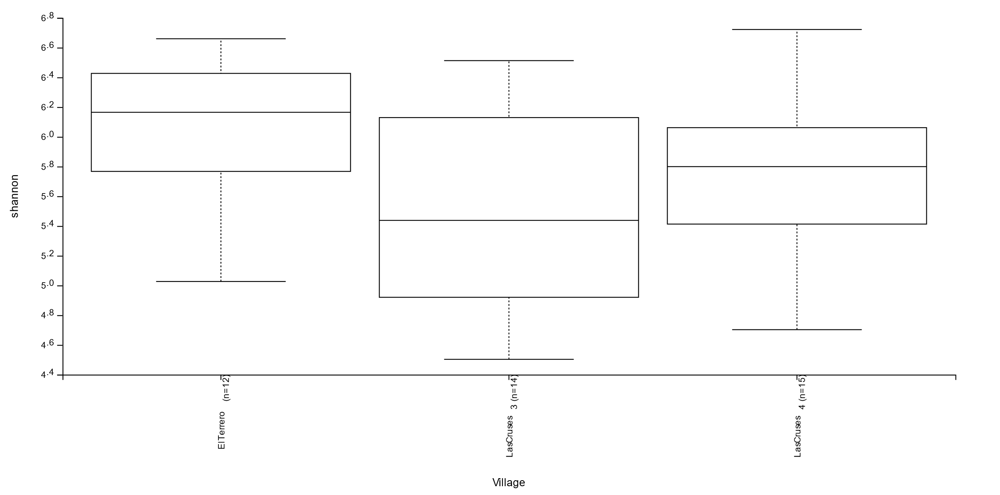 6.8
6.6
6.4
6.2
6.0
5.8
5.6
5.4
5.2
5.0
4.8
4.6
4.4
shannon
ElTerrero (n=12)
LasCruses 3 (n=14)
LasCruses 4 (n=15)
Village